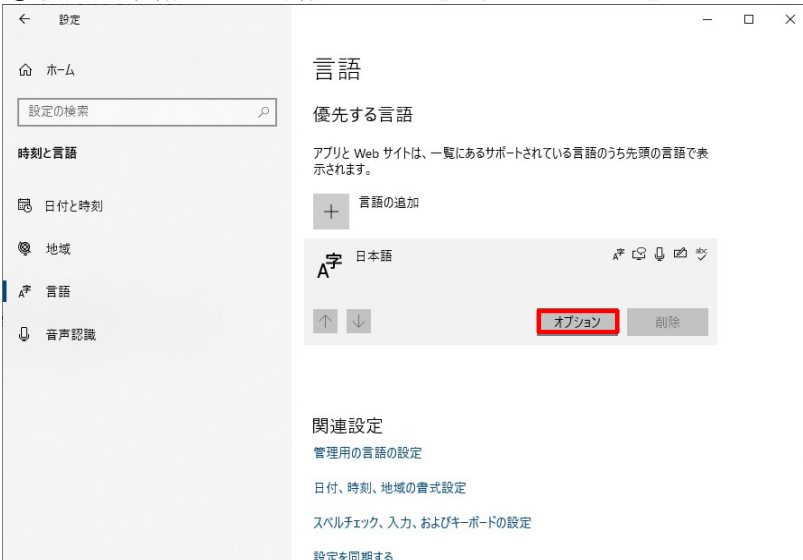 設定
ホーム
設定の検索
時刻と言語
日付と時刻
地域
言語
音声認識
言語
優先する言語
アプリと Web サイトは、一覧にあるサポートされている言語のうち先頭の言語で表
示されます。
言語の追加
日本語
オプション
削除
関連設定
管理用の言語の設定
日付、時刻、地域の書式設定
スペルチェック、入力、およびキーボードの設定
設定を同期する